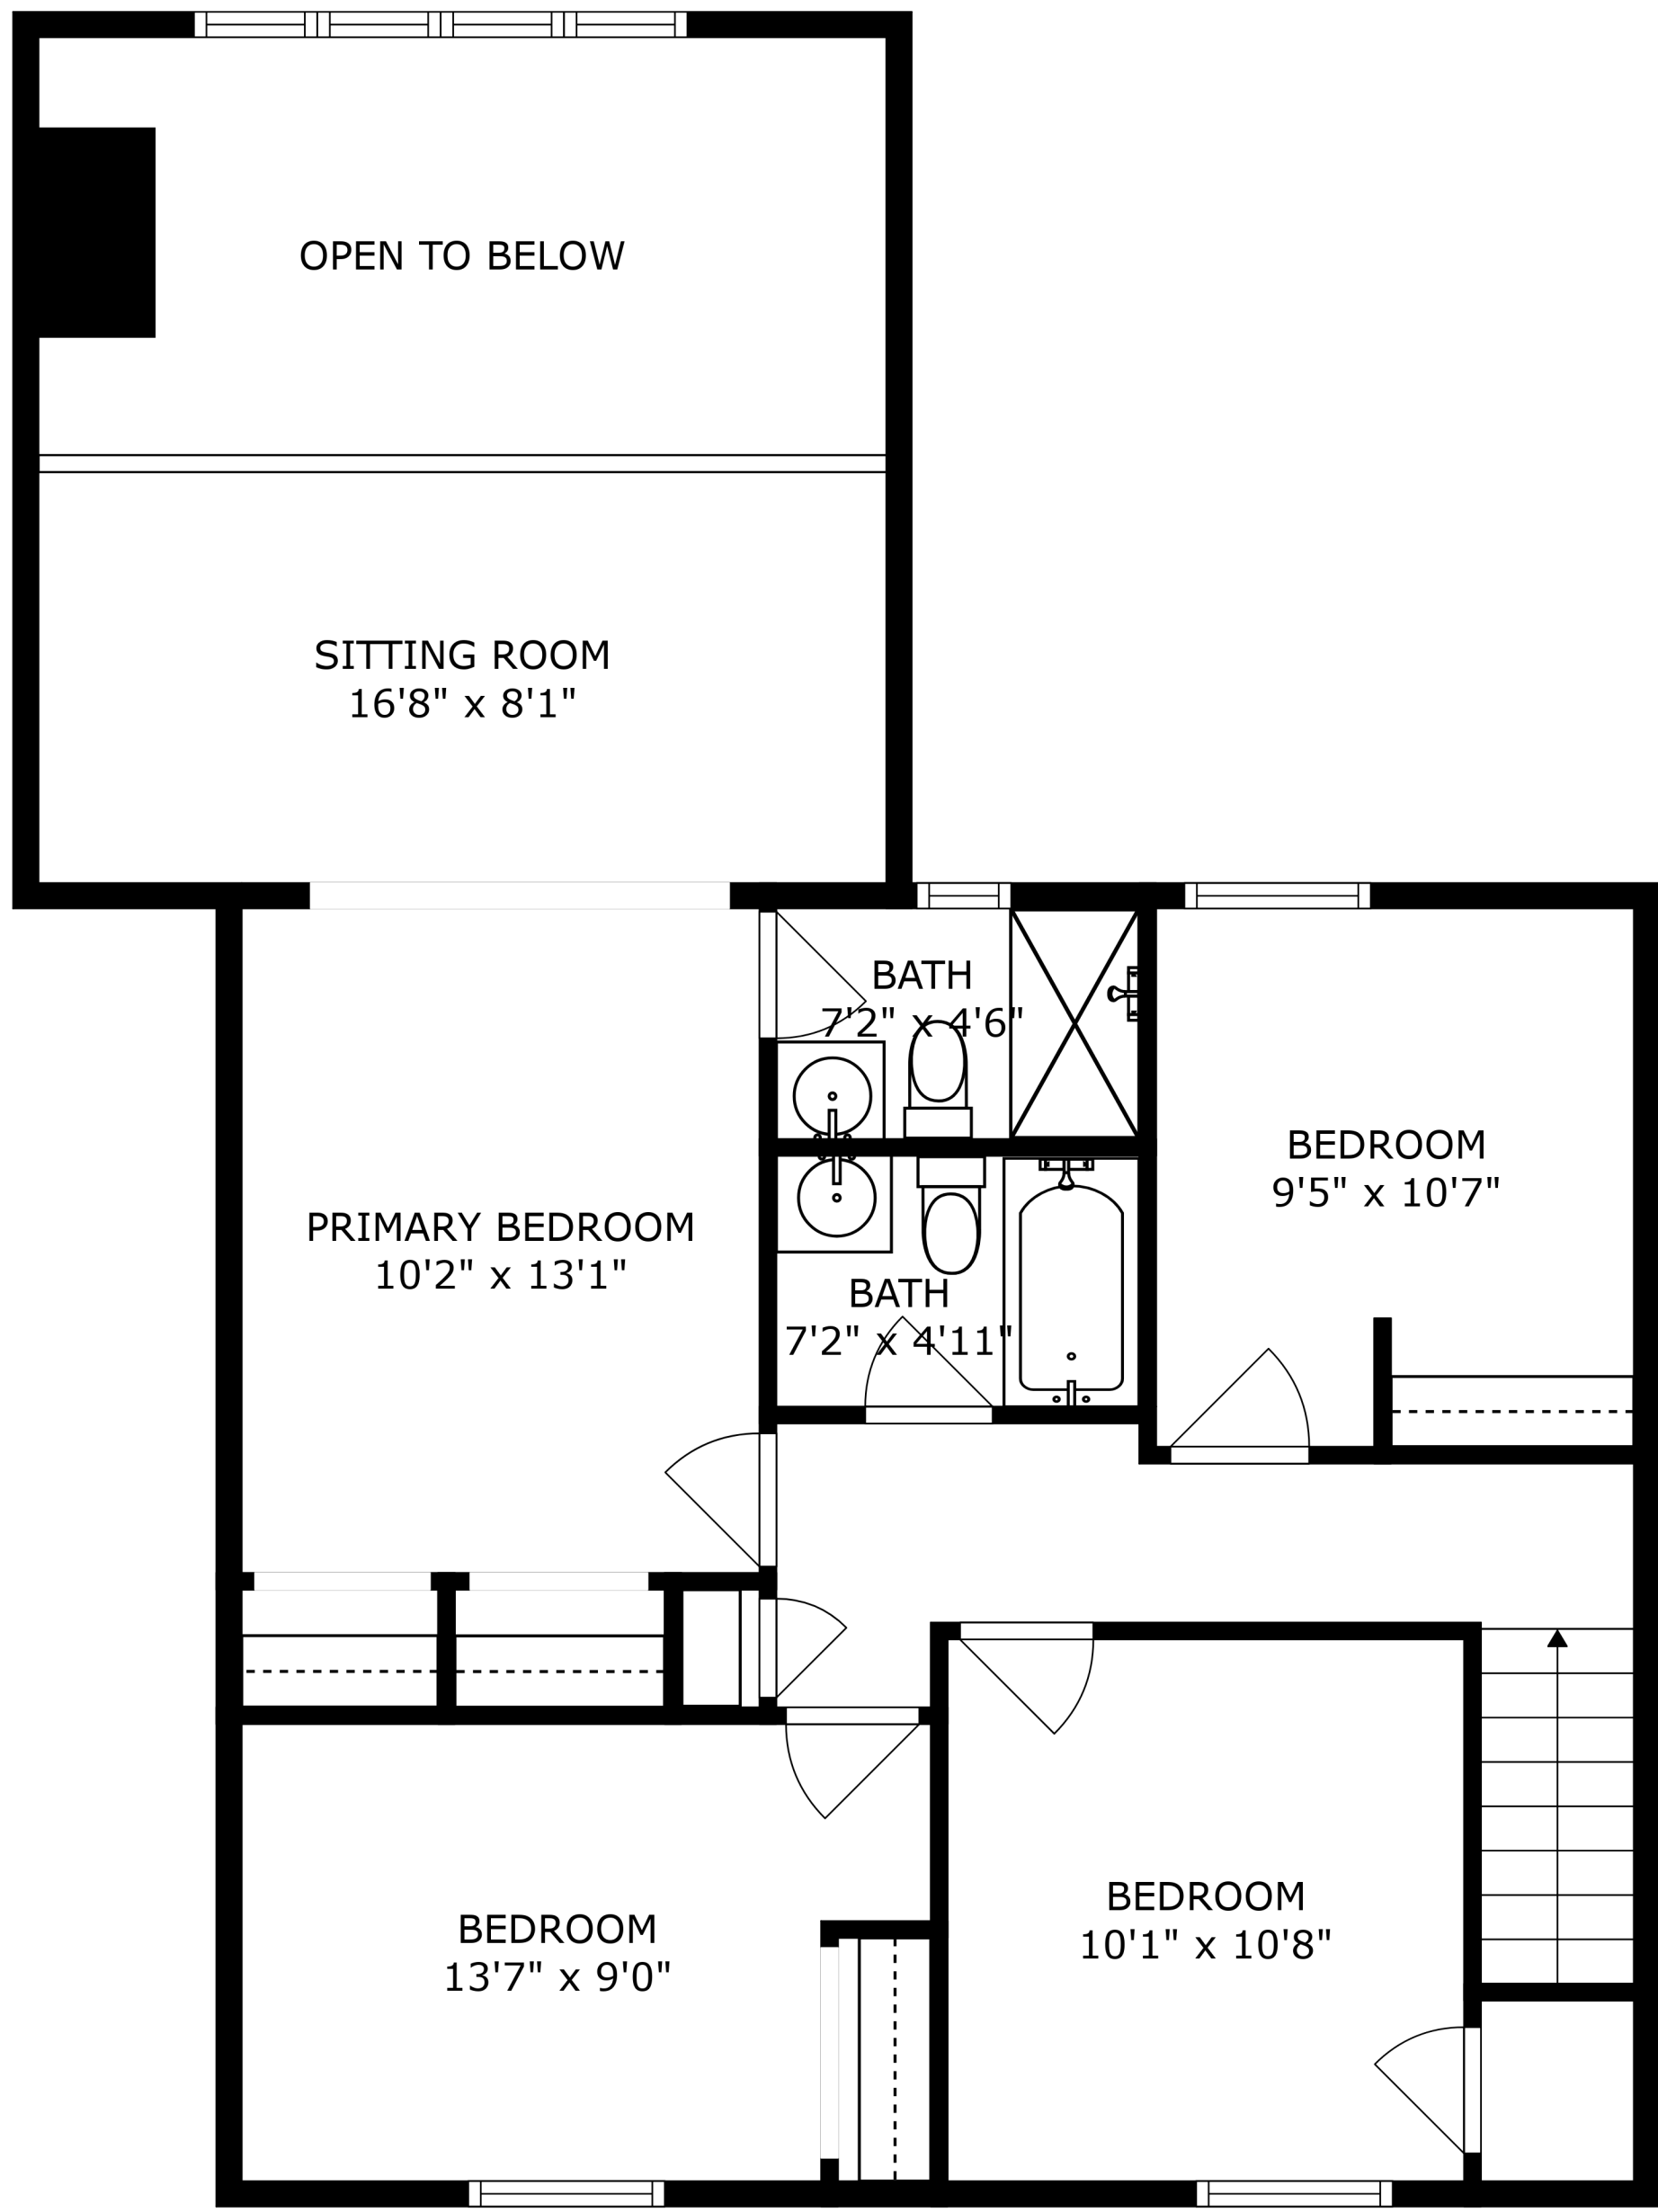 OPEN TO BELOW
SITTING ROOM
16'8" x 8'1"
BATH
7'2" x 4'6"
BEDROOM
9'5" x 10'7"
PRIMARY BEDROOM
10'2" x 13'1"
BATH
7'2" x 4'11"
BEDROOM
10'1" x 10'8"
BEDROOM
13'7" x 9'0"